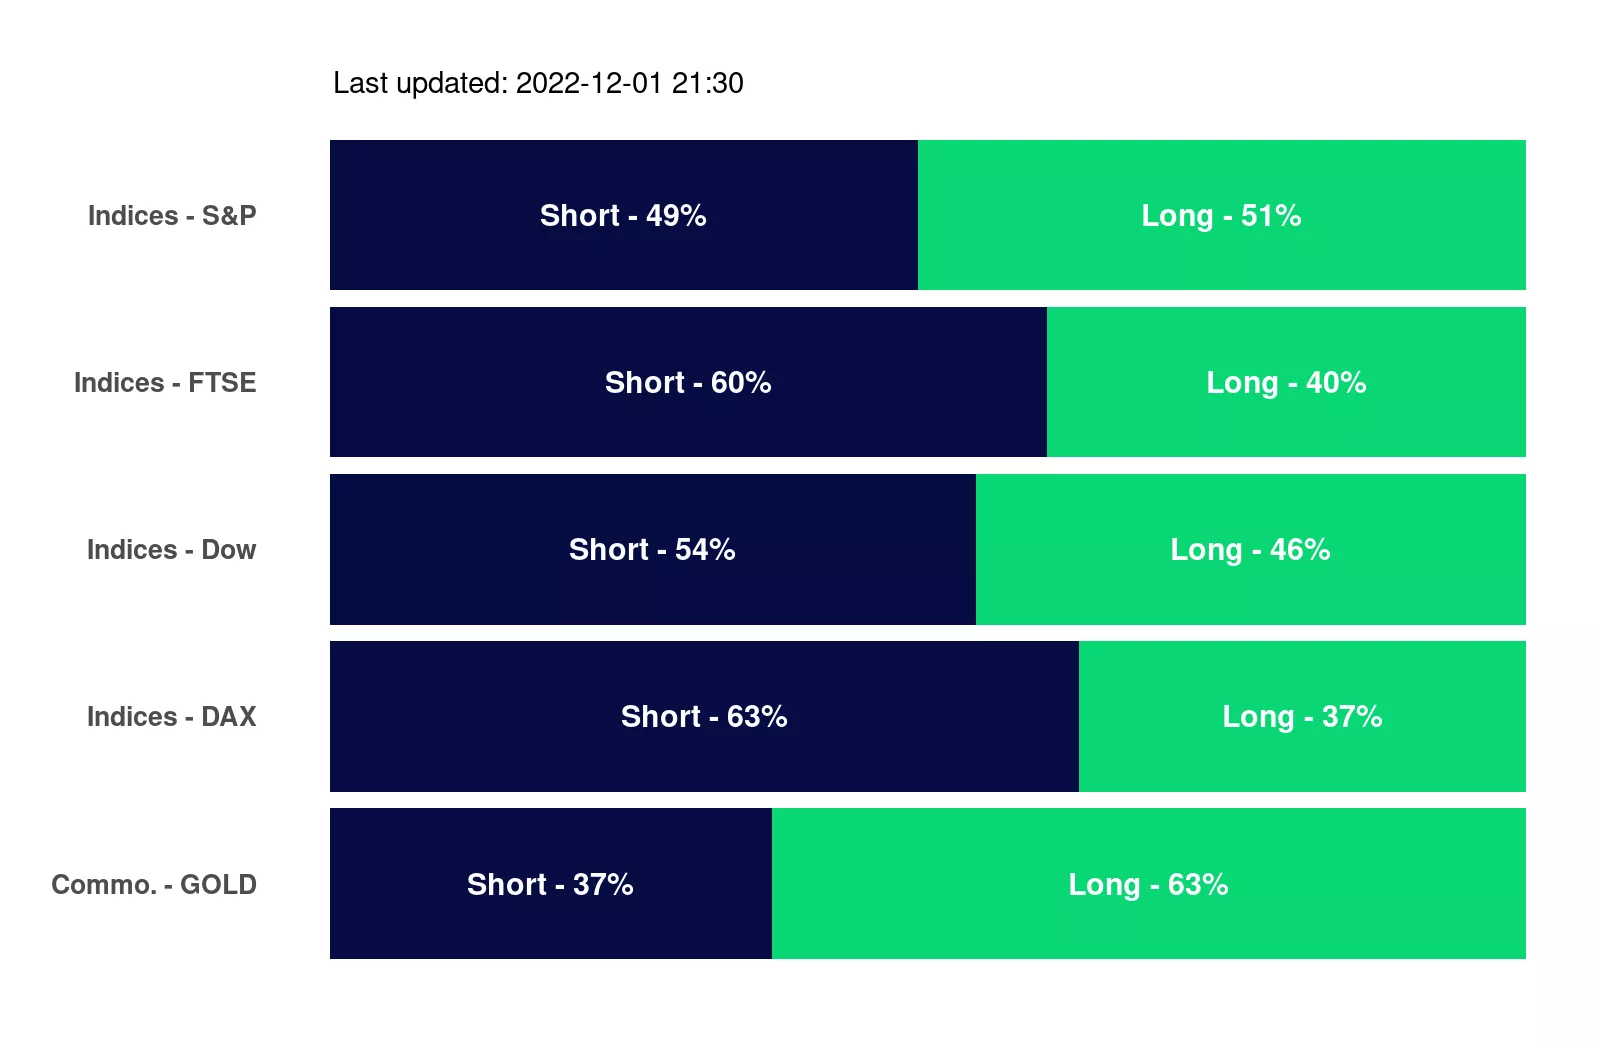 Last updated: 2022-12-01 21:30
Indices - S&P
Short - 49%
Long - 51%
Indices - FTSE
Short - 60%
Long - 40%
Indices - Dow
Short - 54%
Long - 46%
Indices - DAX
Short - 63%
Long - 37%
Commo. - GOLD
Short - 37%
Long - 63%